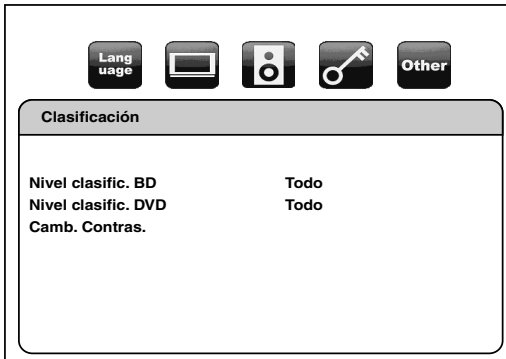 Lang
uage
Other
Clasificación
Nivel clasific. BD Todo
Nivel clasific. DVD Todo
Camb. Contras.